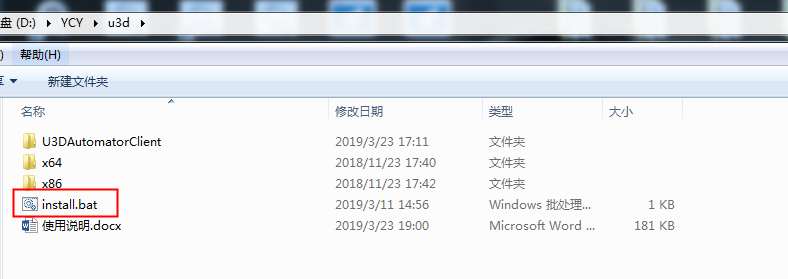 盘 (D:) ▸ YCY ▸ u3d ▸
) 帮助(H)
享 ▾ 新建文件夹
名称 修改日期 类型 大小
U3DAutomatorClient 2019/3/23 17:11 文件夹
x64 2018/11/23 17:40 文件夹
x86 2018/11/23 17:42 文件夹
install.bat 2019/3/11 14:56 Windows 批处理... 1 KB
使用说明.docx 2019/3/23 19:00 Microsoft Word ... 181 KB